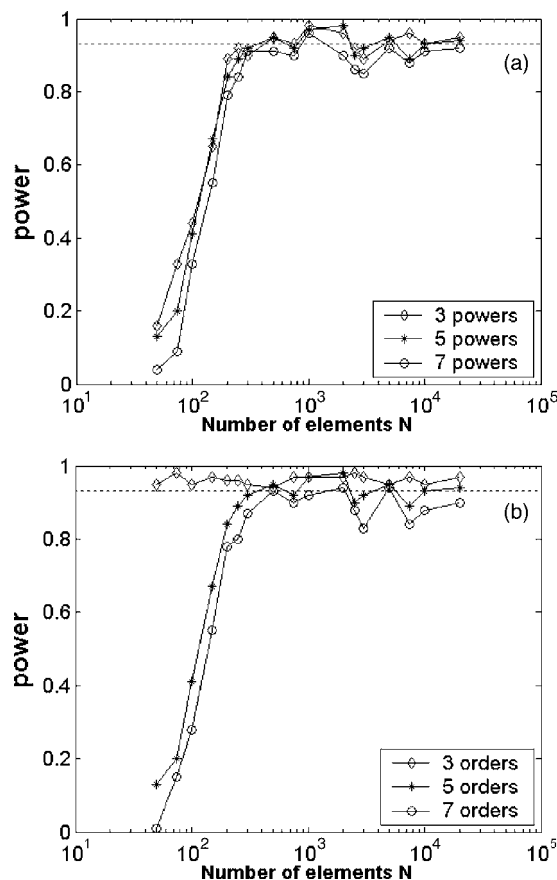 1
0.8
0.6
0.4
0.2
0
power
(a)
3 powers
5 powers
7 powers
10^1 10^2 10^3 10^4 10^5
Number of elements N
1
0.8
0.6
0.4
0.2
0
power
(b)
3 orders
5 orders
7 orders
10^1 10^2 10^3 10^4 10^5
Number of elements N